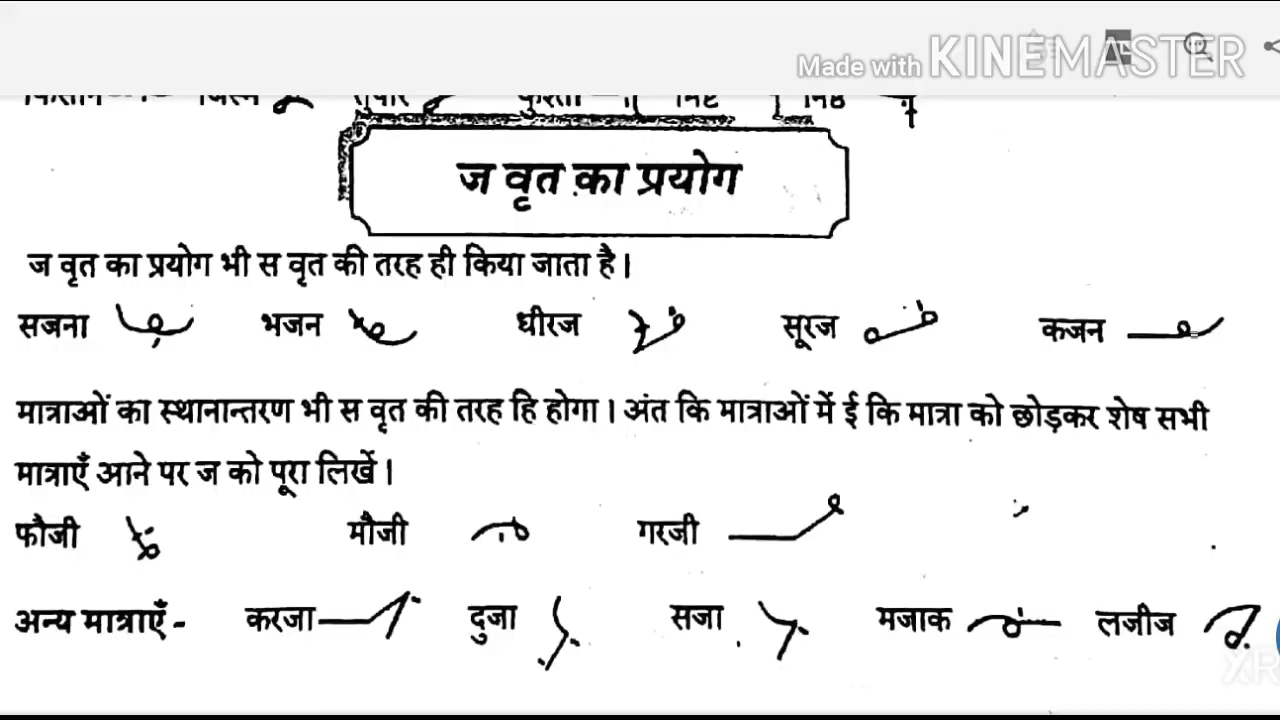 Made with KINEMASTER
ज वृत का प्रयोग
ज वृत का प्रयोग भी स वृत की तरह ही किया जाता है।
सजना भजन धीरज सूरज कजन
मात्राओं का स्थानान्तरण भी स वृत की तरह हि होगा। अंत कि मात्राओं में ई कि मात्रा को छोड़कर शेष सभी
मात्राएँ आने पर ज को पूरा लिखें।
फौजी मौजी गरजी
अन्य मात्राएँ - करजा दुजा सजा मजाक लजीज